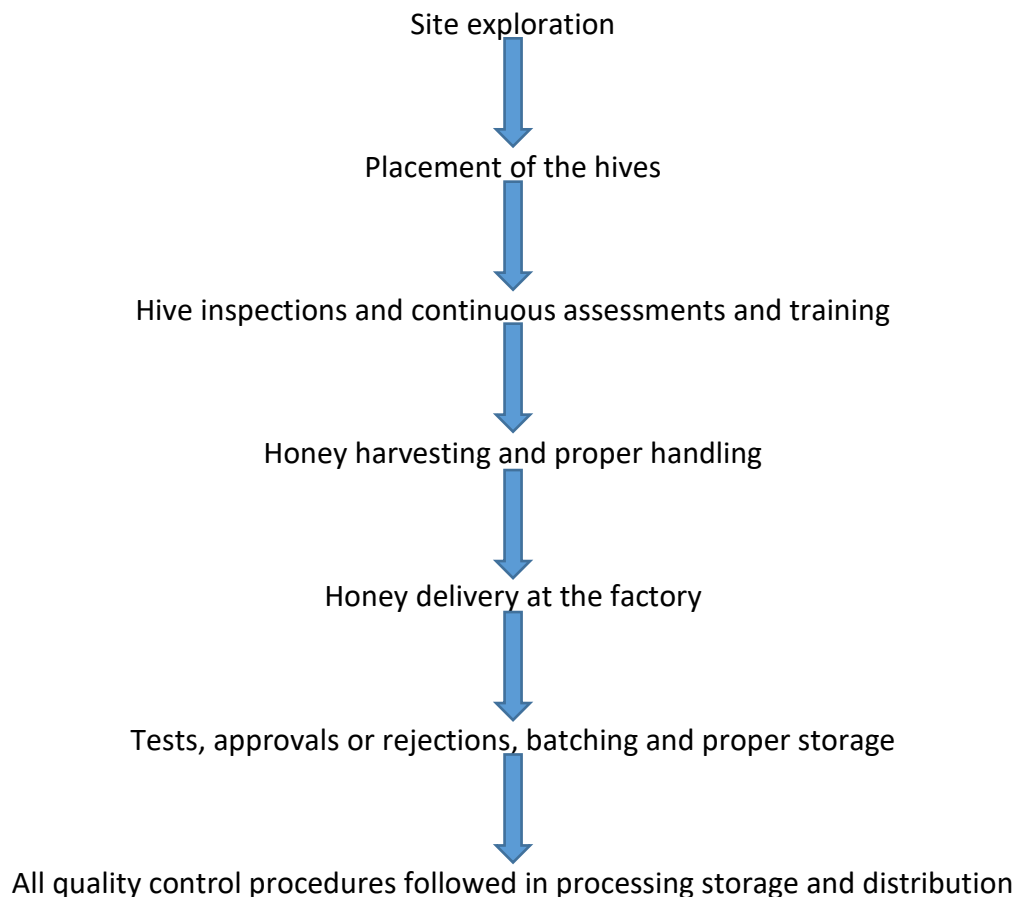 Site exploration
Placement of the hives
Hive inspections and continuous assessments and training
Honey harvesting and proper handling
Honey delivery at the factory
Tests, approvals or rejections, batching and proper storage
All quality control procedures followed in processing storage and distribution